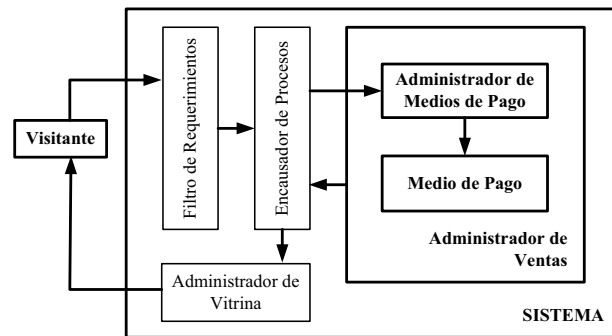 Visitante
Filtro de Requerimientos
Encausador de Procesos
Administrador de
Medios de Pago
Medio de Pago
Administrador de
Ventas
Administrador de
Vitrina
SISTEMA